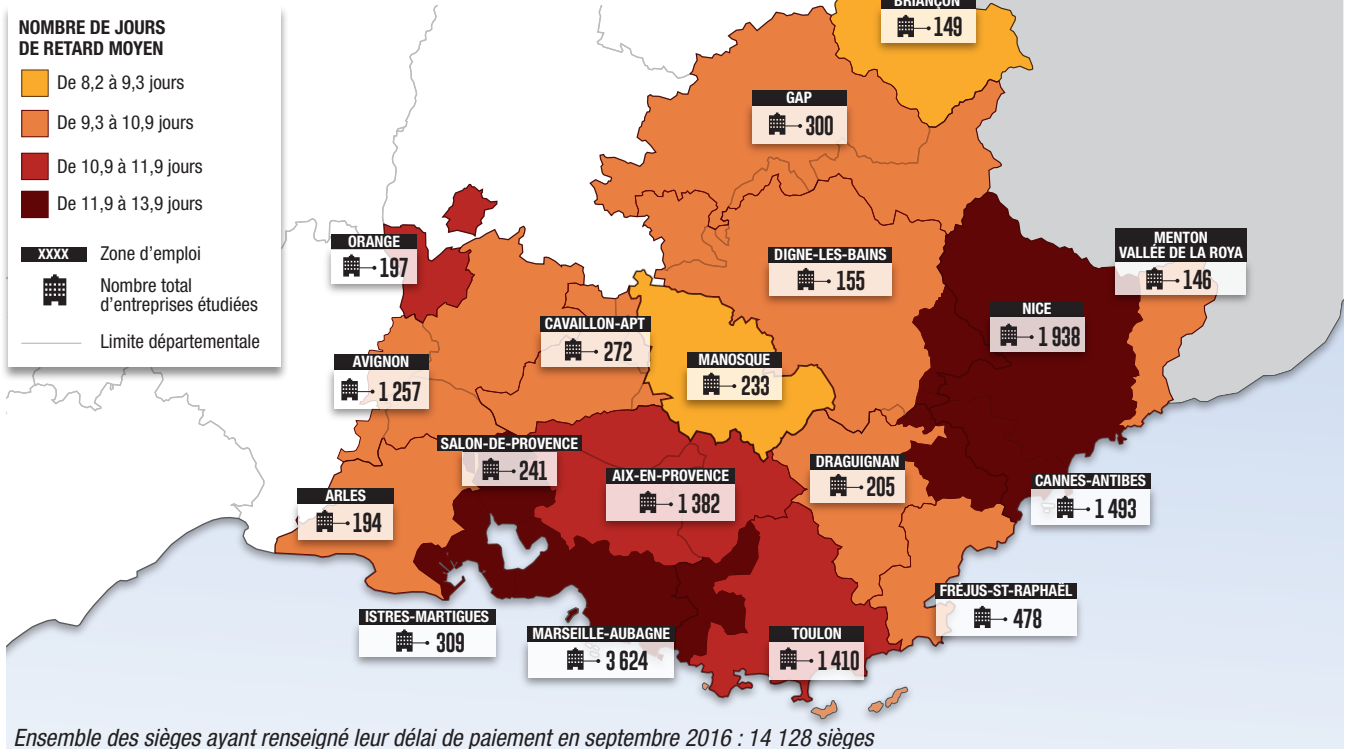 NOMBRE DE JOURS
DE RETARD MOYEN
De 8,2 à 9,3 jours
De 9,3 à 10,9 jours
De 10,9 à 11,9 jours
De 11,9 à 13,9 jours
XXXX Zone d'emploi
Nombre total
d'entreprises étudiées
Limite départementale
BRIANÇON
149
GAP
300
ORANGE
197
DIGNE-LES-BAINS
155
MENTON
VALLÉE DE LA ROYA
146
NICE
1 938
CAVAILLON-APT
272
AVIGNON
1 257
MANOSQUE
233
SALON-DE-PROVENCE
241
AIX-EN-PROVENCE
1 382
DRAGUIGNAN
205
CANNES-ANTIBES
1 493
ARLES
194
FRÉJUS-ST-RAPHAËL
478
ISTRES-MARTIGUES
309
MARSEILLE-AUBAGNE
3 624
TOULON
1 410
Ensemble des sièges ayant renseigné leur délai de paiement en septembre 2016 : 14 128 sièges